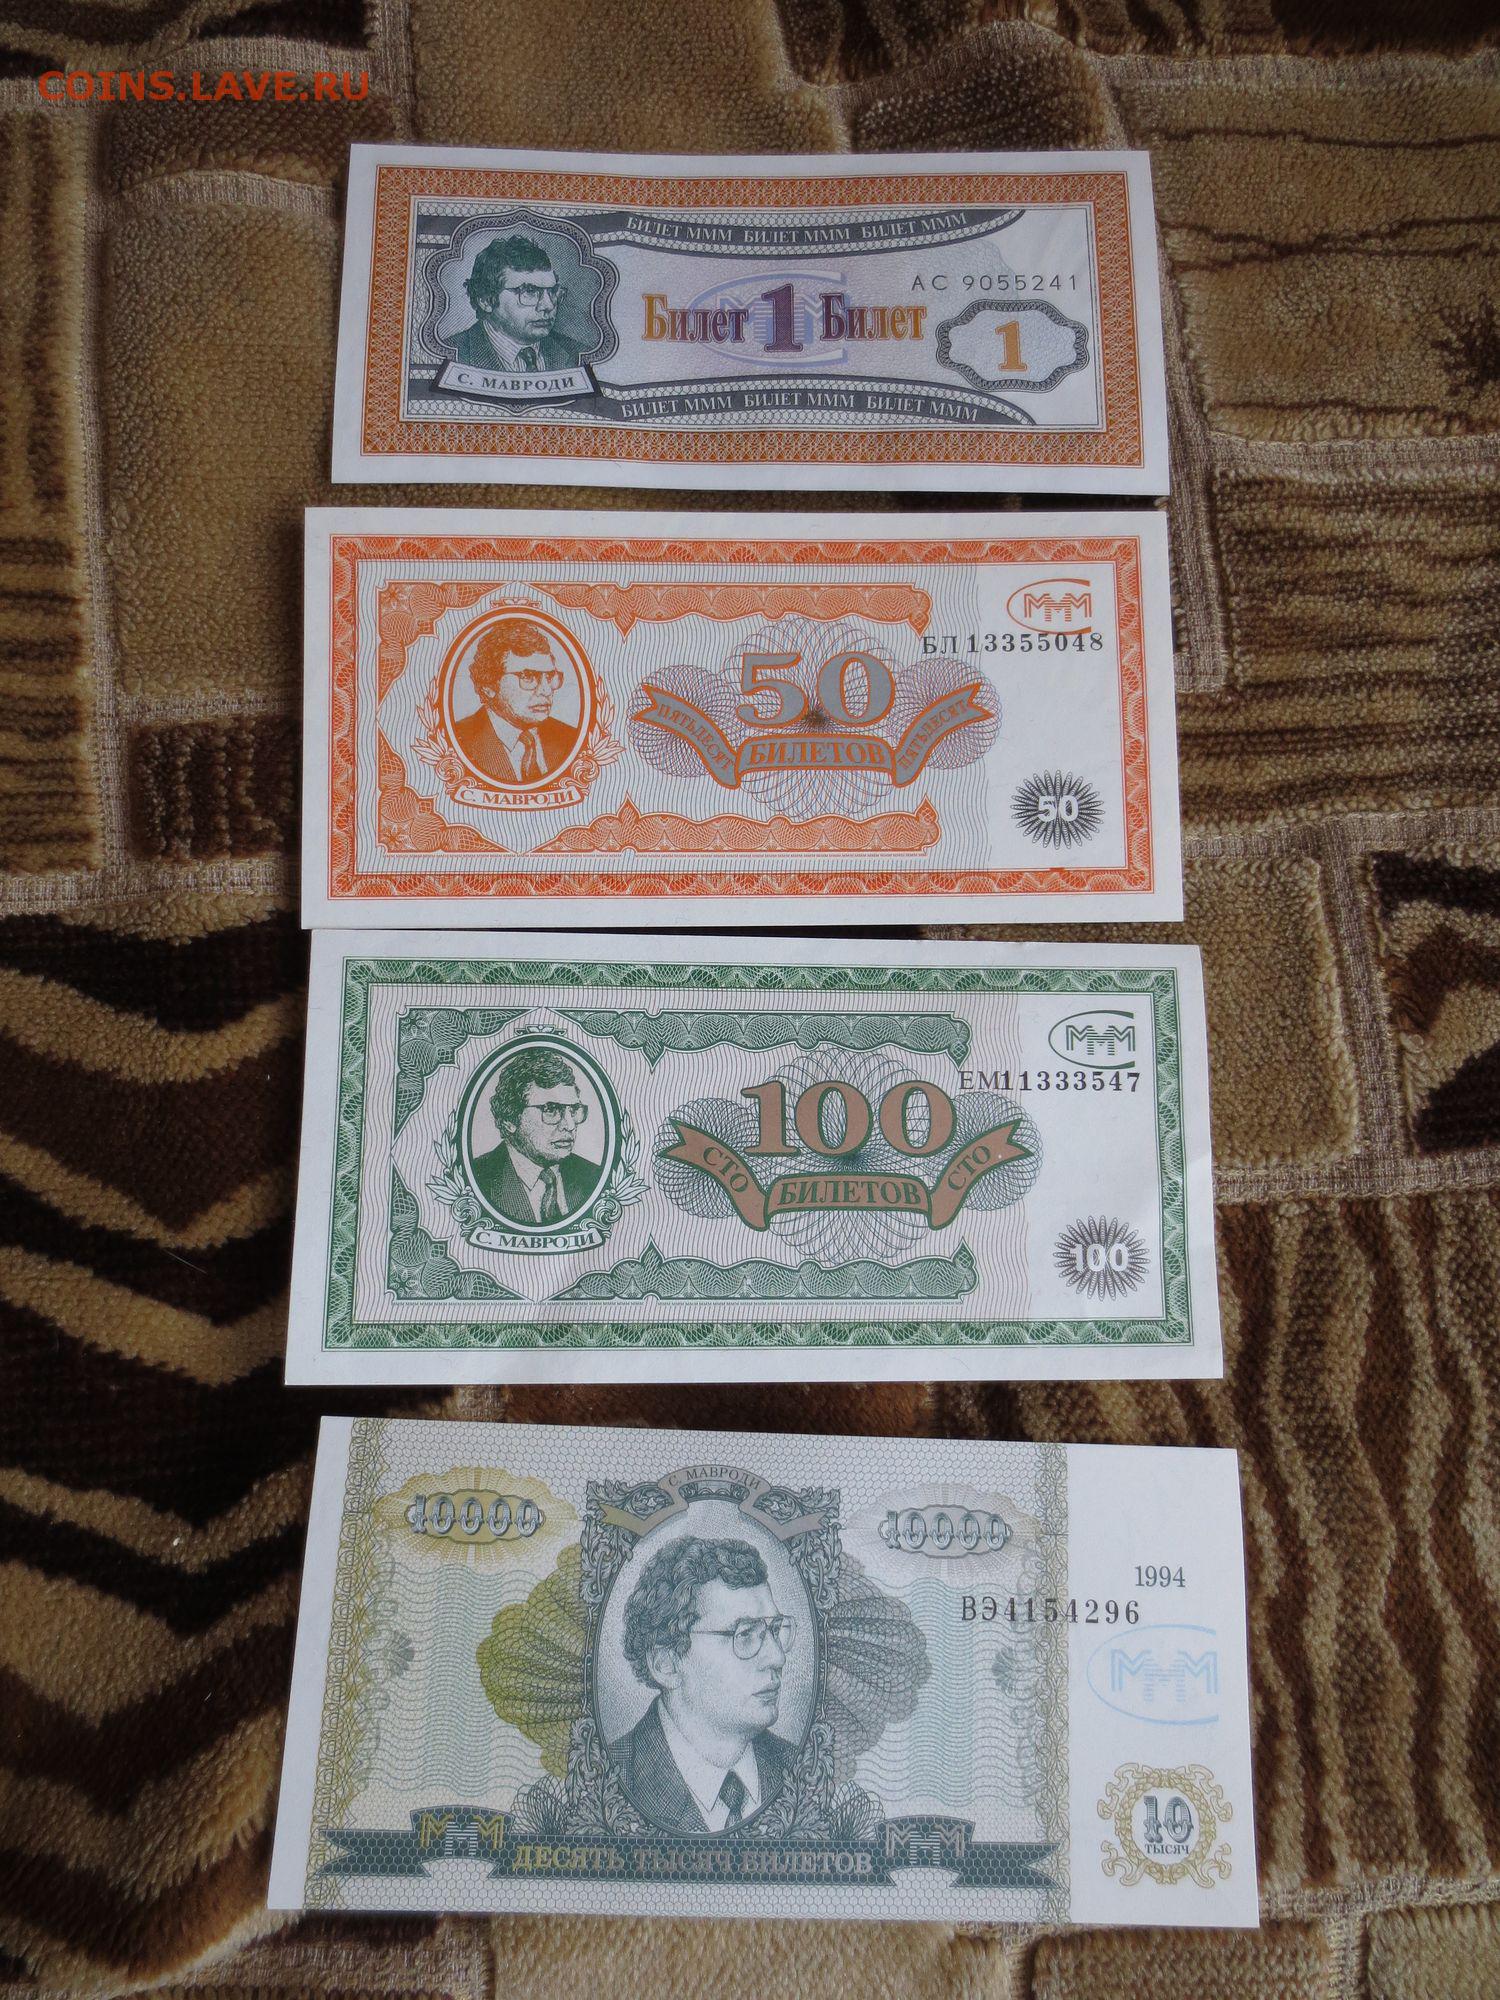 COINS.LAVE.RU
БИЛЕТ МММ БИЛЕТ МММ БИЛЕТ МММ
АС 9055241
Билет 1 Билет
МММ
1
С. МАВРОДИ
БИЛЕТ МММ БИЛЕТ МММ БИЛЕТ МММ
МММ
БЛ 13355048
50
ПЯТЬДЕСЯТ БИЛЕТОВ ПЯТЬДЕСЯТ
С. МАВРОДИ
50
МММ
ЕМ11333547
100
СТО БИЛЕТОВ СТО
С. МАВРОДИ
100
С. МАВРОДИ
10000 10000
1994
ВЭ4154296
МММ
10
ТЫСЯЧ
МММ МММ
ДЕСЯТЬ ТЫСЯЧ БИЛЕТОВ